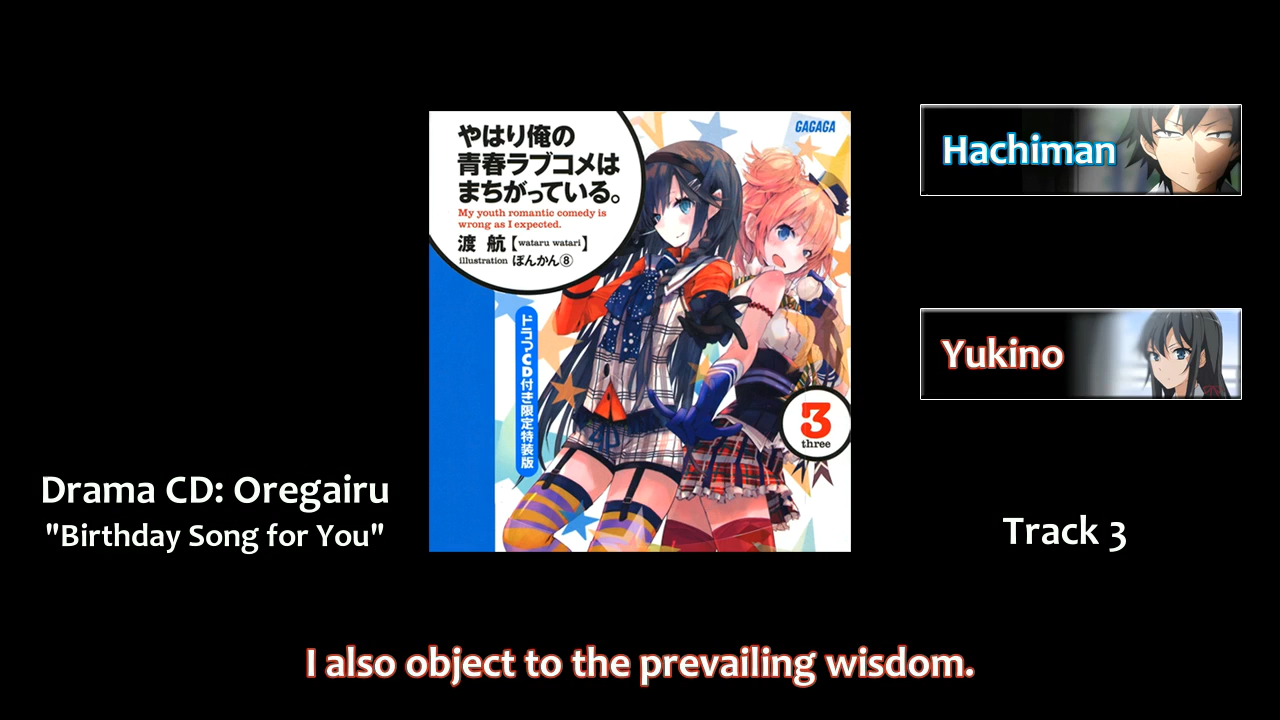 GAGAGA
やはり俺の
青春ラブコメは
まちがっている。
My youth romantic comedy is
wrong as I expected.
渡 航【wataru watari】
illustration ぽんかん⑧
ドラマCD付き限定特装版
3
three
Hachiman
Yukino
Drama CD: Oregairu
"Birthday Song for You"
Track 3
I also object to the prevailing wisdom.